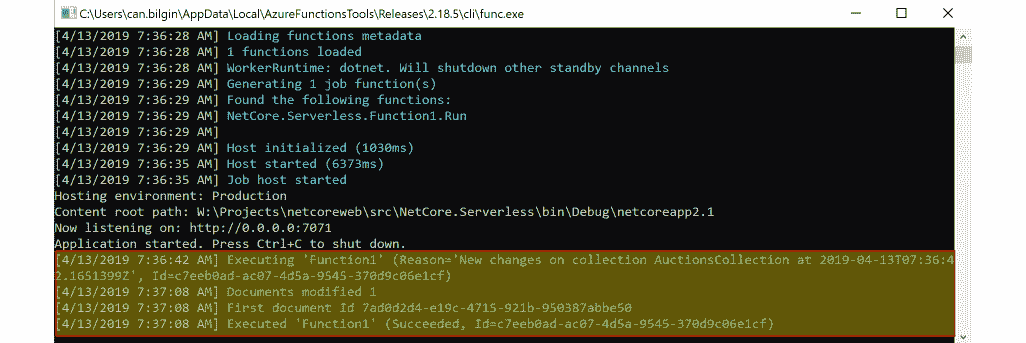 C:\Users\can.bilgin\AppData\Local\AzureFunctionsTools\Releases\2.18.5\cli\func.exe
[4/13/2019 7:36:28 AM] Loading functions metadata
[4/13/2019 7:36:28 AM] 1 functions loaded
[4/13/2019 7:36:28 AM] WorkerRuntime: dotnet. Will shutdown other standby channels
[4/13/2019 7:36:29 AM] Generating 1 job function(s)
[4/13/2019 7:36:29 AM] Found the following functions:
[4/13/2019 7:36:29 AM] NetCore.Serverless.Function1.Run
[4/13/2019 7:36:29 AM]
[4/13/2019 7:36:29 AM] Host initialized (1030ms)
[4/13/2019 7:36:35 AM] Host started (6373ms)
[4/13/2019 7:36:35 AM] Job host started
Hosting environment: Production
Content root path: W:\Projects\netcoreweb\src\NetCore.Serverless\bin\Debug\netcoreapp2.1
Now listening on: http://0.0.0.0:7071
Application started. Press Ctrl+C to shut down.
[4/13/2019 7:36:42 AM] Executing 'Function1' (Reason='New changes on collection AuctionsCollection at 2019-04-13T07:36:4
2.1651399Z', Id=c7eeb0ad-ac07-4d5a-9545-370d9c06e1cf)
[4/13/2019 7:37:08 AM] Documents modified 1
[4/13/2019 7:37:08 AM] First document Id 7ad0d2d4-e19c-4715-921b-950387abbe50
[4/13/2019 7:37:08 AM] Executed 'Function1' (Succeeded, Id=c7eeb0ad-ac07-4d5a-9545-370d9c06e1cf)